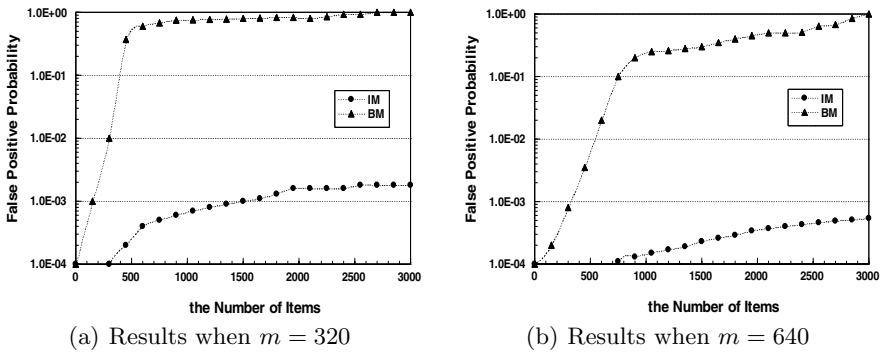 False Positive Probability
1.0E+00
1.0E-01
1.0E-02
1.0E-03
1.0E-04
IM
BM
0 500 1000 1500 2000 2500 3000
the Number of Items
(a) Results when m = 320
False Positive Probability
1.0E+00
1.0E-01
1.0E-02
1.0E-03
1.0E-04
IM
BM
0 500 1000 1500 2000 2500 3000
the Number of Items
(b) Results when m = 640